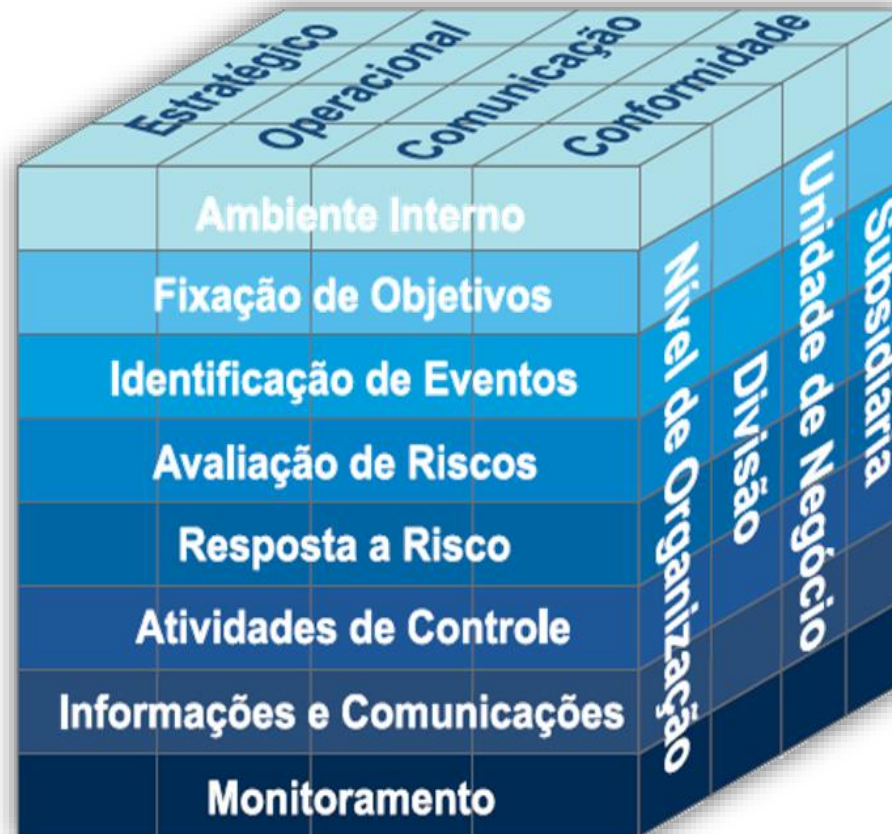 Estratégico
Operacional
Comunicação
Conformidade
Ambiente Interno
Fixação de Objetivos
Identificação de Eventos
Avaliação de Riscos
Resposta a Risco
Atividades de Controle
Informações e Comunicações
Monitoramento
Nível de Organização
Divisão
Unidade de Negócio
Subsidiaria